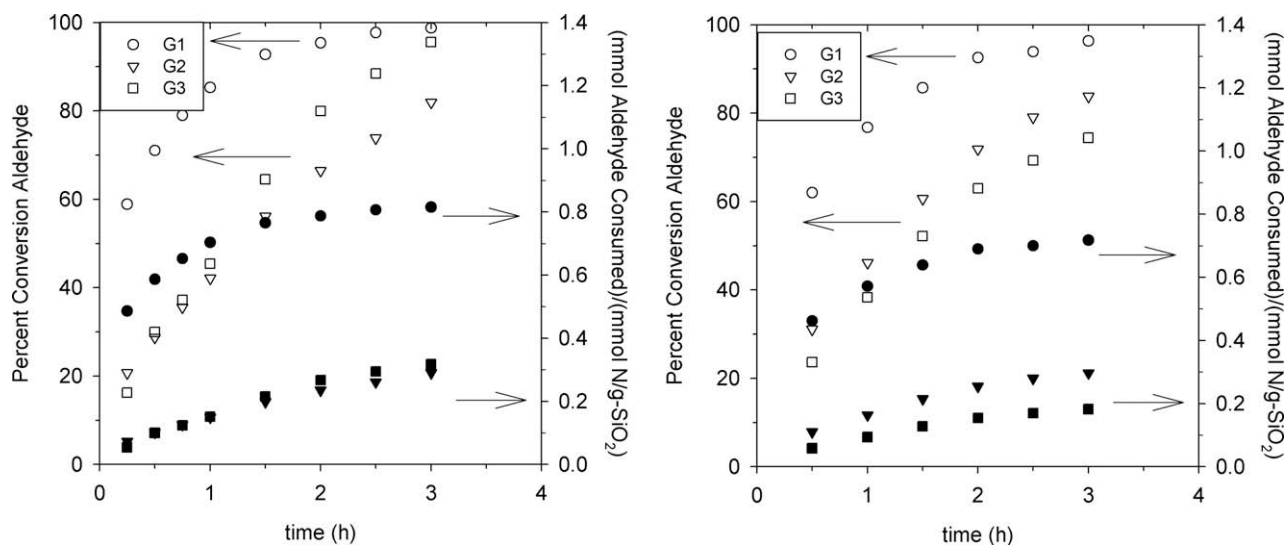 100
80
60
40
20
0
Percent Conversion Aldehyde
G1
G2
G3
1.4
1.2
1.0
0.8
0.6
0.4
0.2
0.0
(mmol Aldehyde Consumed)/(mmol N/g-SiO₂)
0 1 2 3 4
time (h)
100
80
60
40
20
0
Percent Conversion Aldehyde
G1
G2
G3
1.4
1.2
1.0
0.8
0.6
0.4
0.2
0.0
(mmol Aldehyde Consumed)/(mmol N/g-SiO₂)
0 1 2 3 4
time (h)